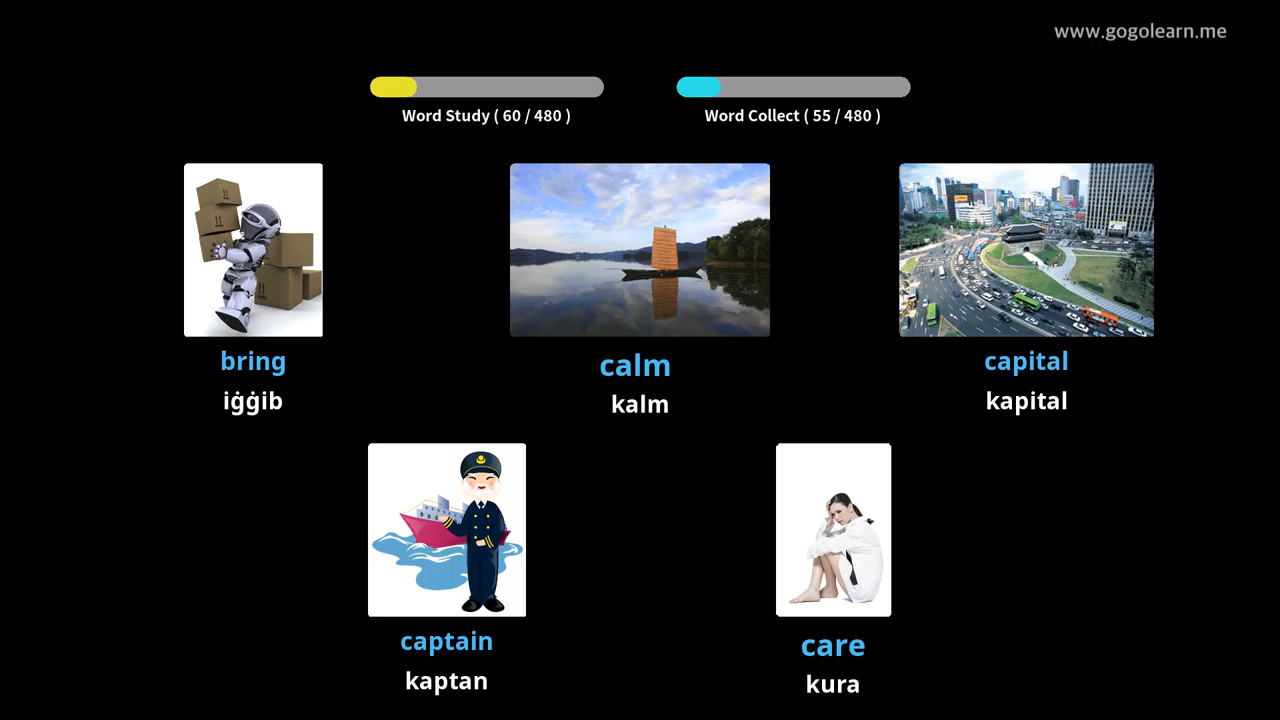 www.gogolearn.me
Word Study ( 60 / 480 )
Word Collect ( 55 / 480 )
bring
iġġib
calm
kalm
capital
kapital
captain
kaptan
care
kura